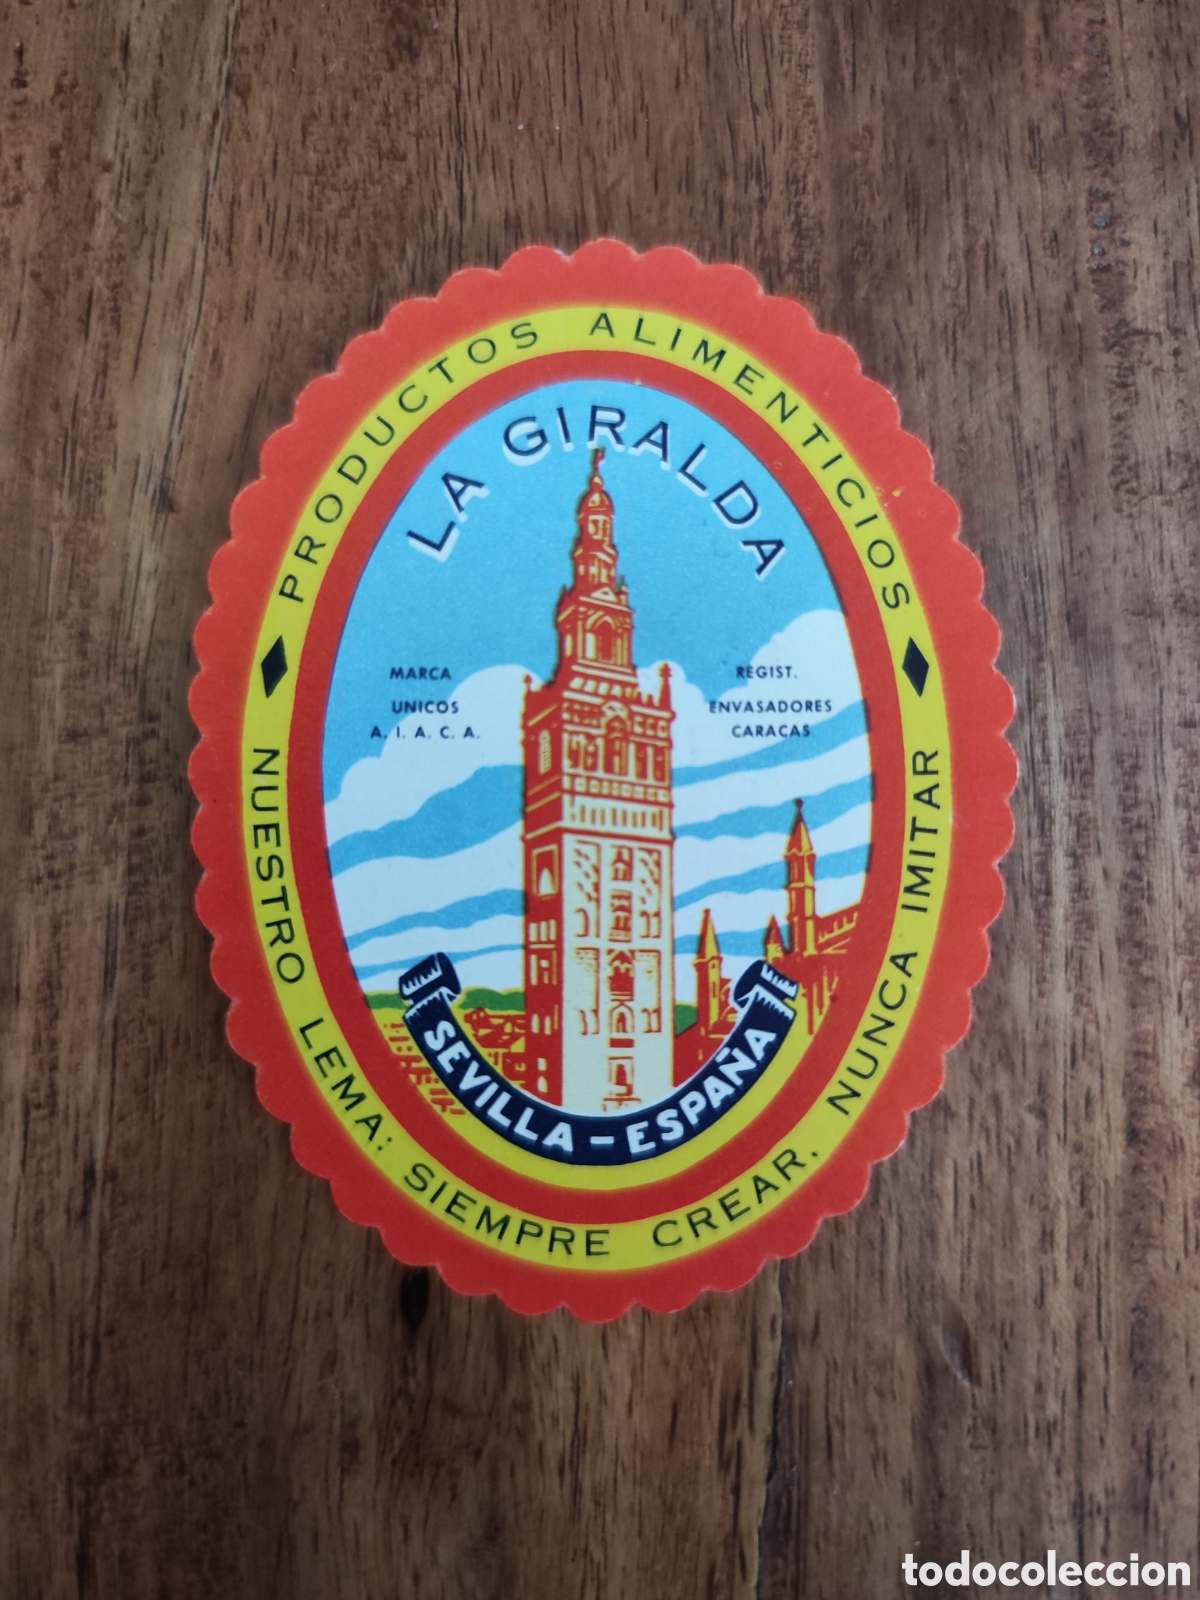 PRODUCTOS ALIMENTICIOS
LA GIRALDA
MARCA REGIST.
UNICOS ENVASADORES
A. I. A. C. A. CARACAS
SEVILLA - ESPAÑA
NUESTRO LEMA: SIEMPRE CREAR, NUNCA IMITAR
todocoleccion